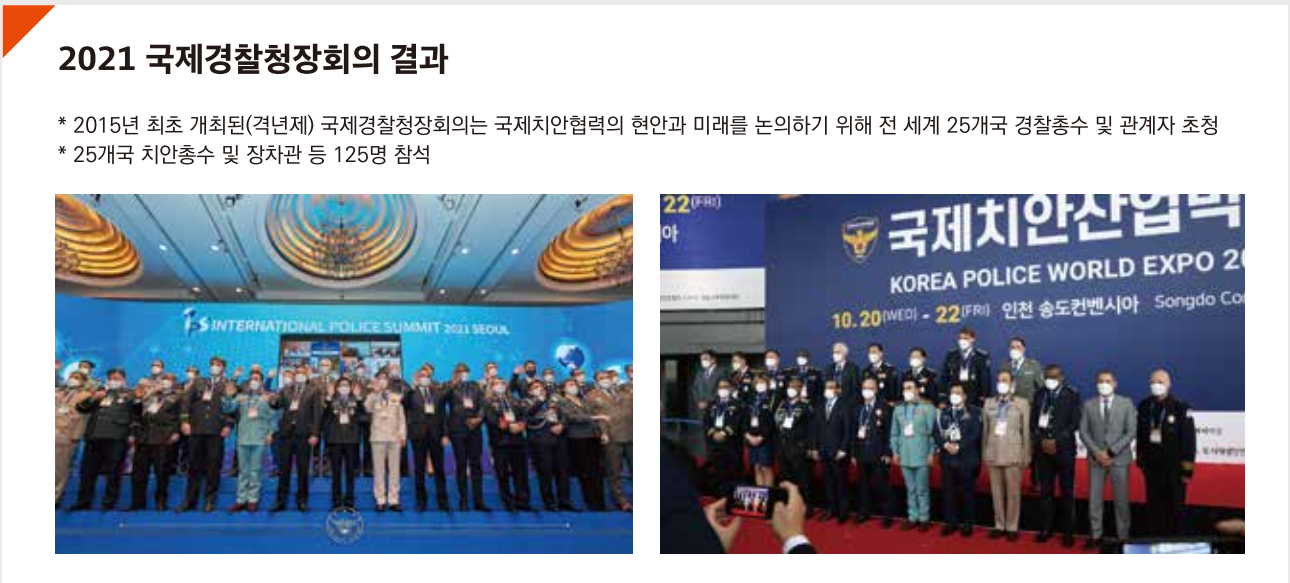 2021 국제경찰청장회의 결과
* 2015년 최초 개최된(격년제) 국제경찰청장회의는 국제치안협력의 현안과 미래를 논의하기 위해 전 세계 25개국 경찰총수 및 관계자 초청
* 25개국 치안총수 및 장차관 등 125명 참석
IPS INTERNATIONAL POLICE SUMMIT 2021 SEOUL
22(FRI)
아
국제치안산업박
KOREA POLICE WORLD EXPO 20
10.20(WED) - 22(FRI) 인천 송도컨벤시아 Songdo Con